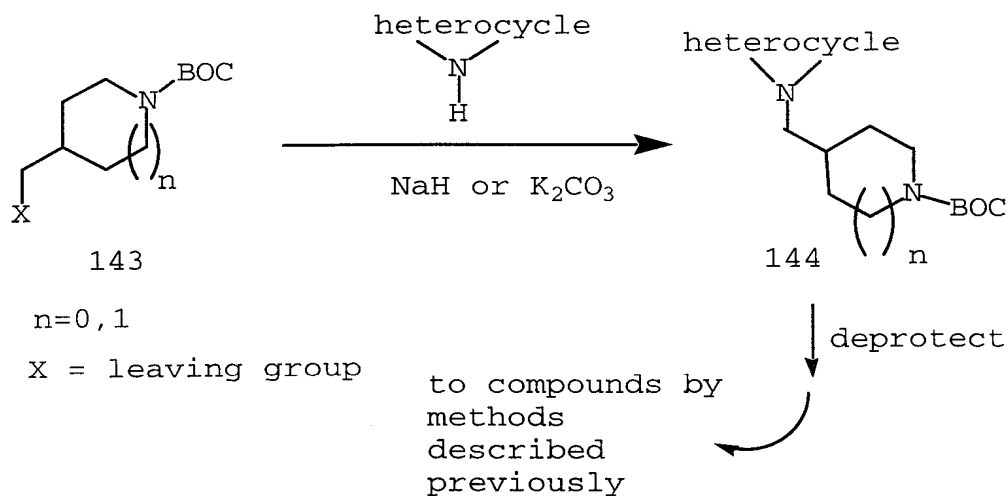 heterocycle
N
H
BOC
N
n
X
NaH or K₂CO₃
143
n=0,1
X = leaving group
heterocycle
N
N
BOC
n
144
deprotect
to compounds by
methods
described
previously